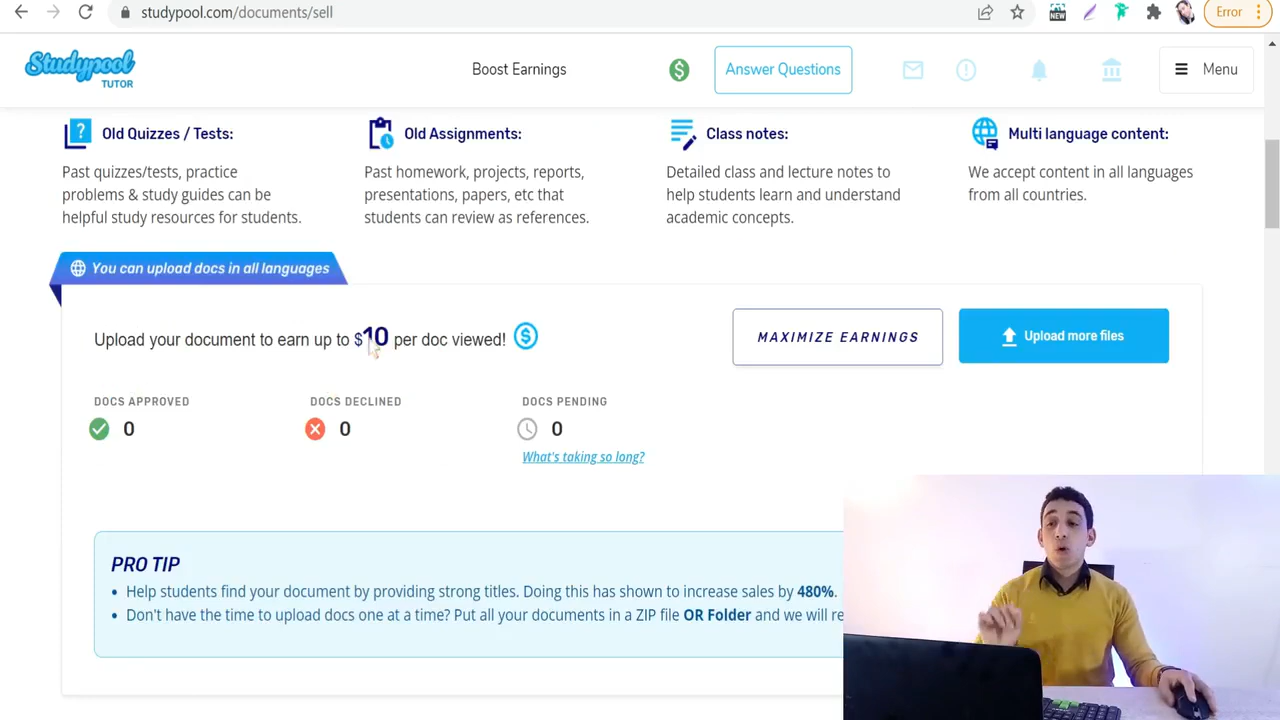 studypool.com/documents/sell
NEW
Error
Studypool
TUTOR
Boost Earnings
$
Answer Questions
Menu
Old Quizzes / Tests:
Past quizzes/tests, practice
problems & study guides can be
helpful study resources for students.
Old Assignments:
Past homework, projects, reports,
presentations, papers, etc that
students can review as references.
Class notes:
Detailed class and lecture notes to
help students learn and understand
academic concepts.
Multi language content:
We accept content in all languages
from all countries.
You can upload docs in all languages
Upload your document to earn up to $10 per doc viewed!
MAXIMIZE EARNINGS
Upload more files
DOCS APPROVED
0
DOCS DECLINED
0
DOCS PENDING
0
What's taking so long?
PRO TIP
• Help students find your document by providing strong titles. Doing this has shown to increase sales by 480%.
• Don't have the time to upload docs one at a time? Put all your documents in a ZIP file OR Folder and we will re